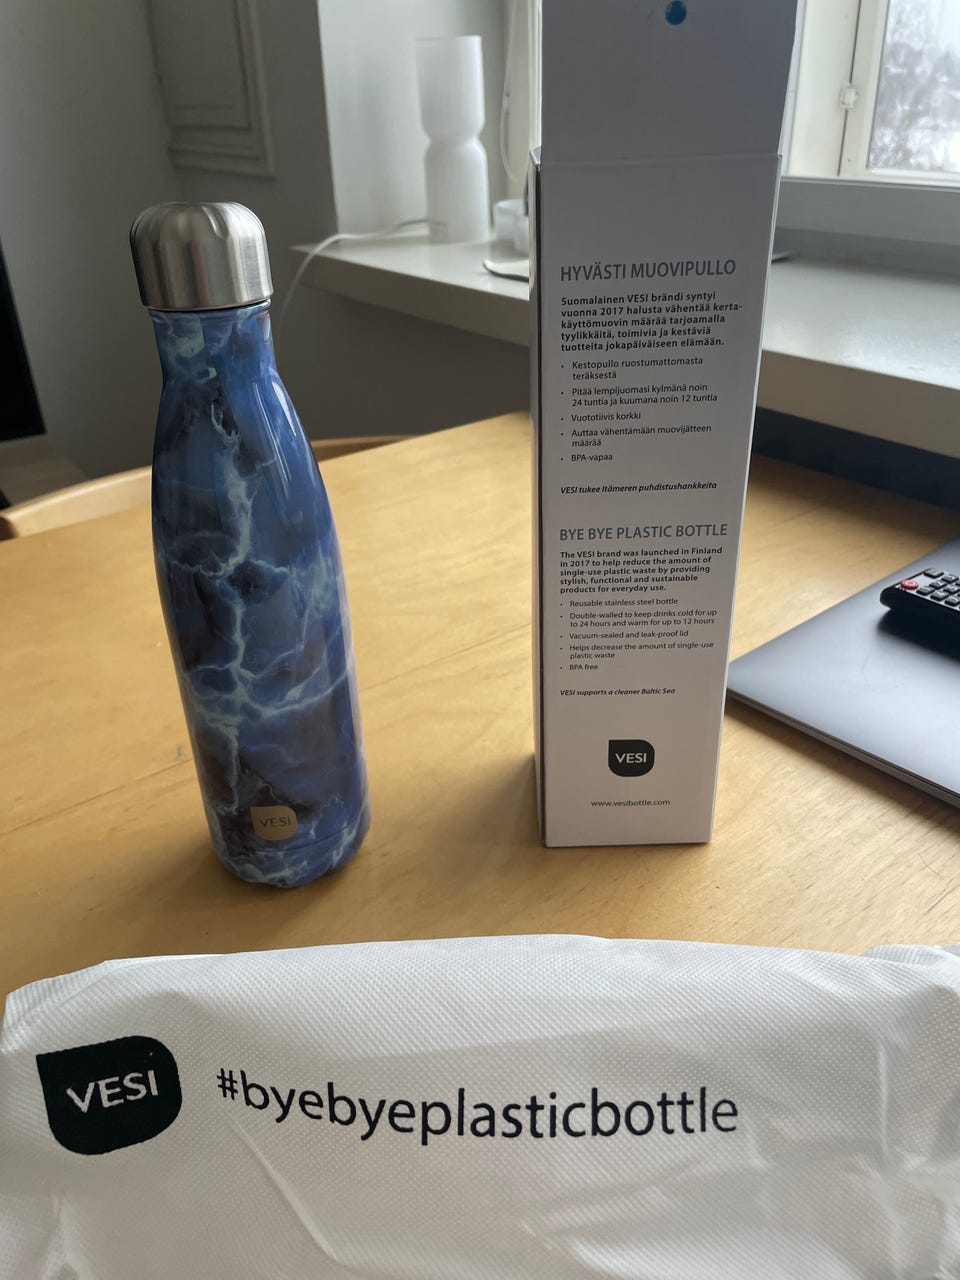 HYVÄSTI MUOVIPULLO
Suomalainen VESI brändi syntyi
vuonna 2017 halusta vähentää kerta-
käyttömuovin määrää tarjoamalla
tyylikkäitä, toimivia ja kestäviä
tuotteita jokapäiväiseen elämään.
• Kestopullo ruostumattomasta
teräksestä
• Pitää lempijuomasi kylmänä noin
24 tuntia ja kuumana noin 12 tuntia
• Vuototiivis korkki
• Auttaa vähentämään muovijätteen
määrää
• BPA-vapaa
VESI tukee Itämeren puhdistushankkeita
BYE BYE PLASTIC BOTTLE
The VESI brand was launched in Finland
in 2017 to help reduce the amount of
single-use plastic waste by providing
stylish, functional and sustainable
products for everyday use.
• Reusable stainless steel bottle
• Double-walled to keep drinks cold for up
to 24 hours and warm for up to 12 hours
• Vacuum-sealed and leak-proof lid
• Helps decrease the amount of single-use
plastic waste
• BPA free
VESI supports a cleaner Baltic Sea
VESI
www.vesibottle.com
VESI
VESI
#byebyeplasticbottle